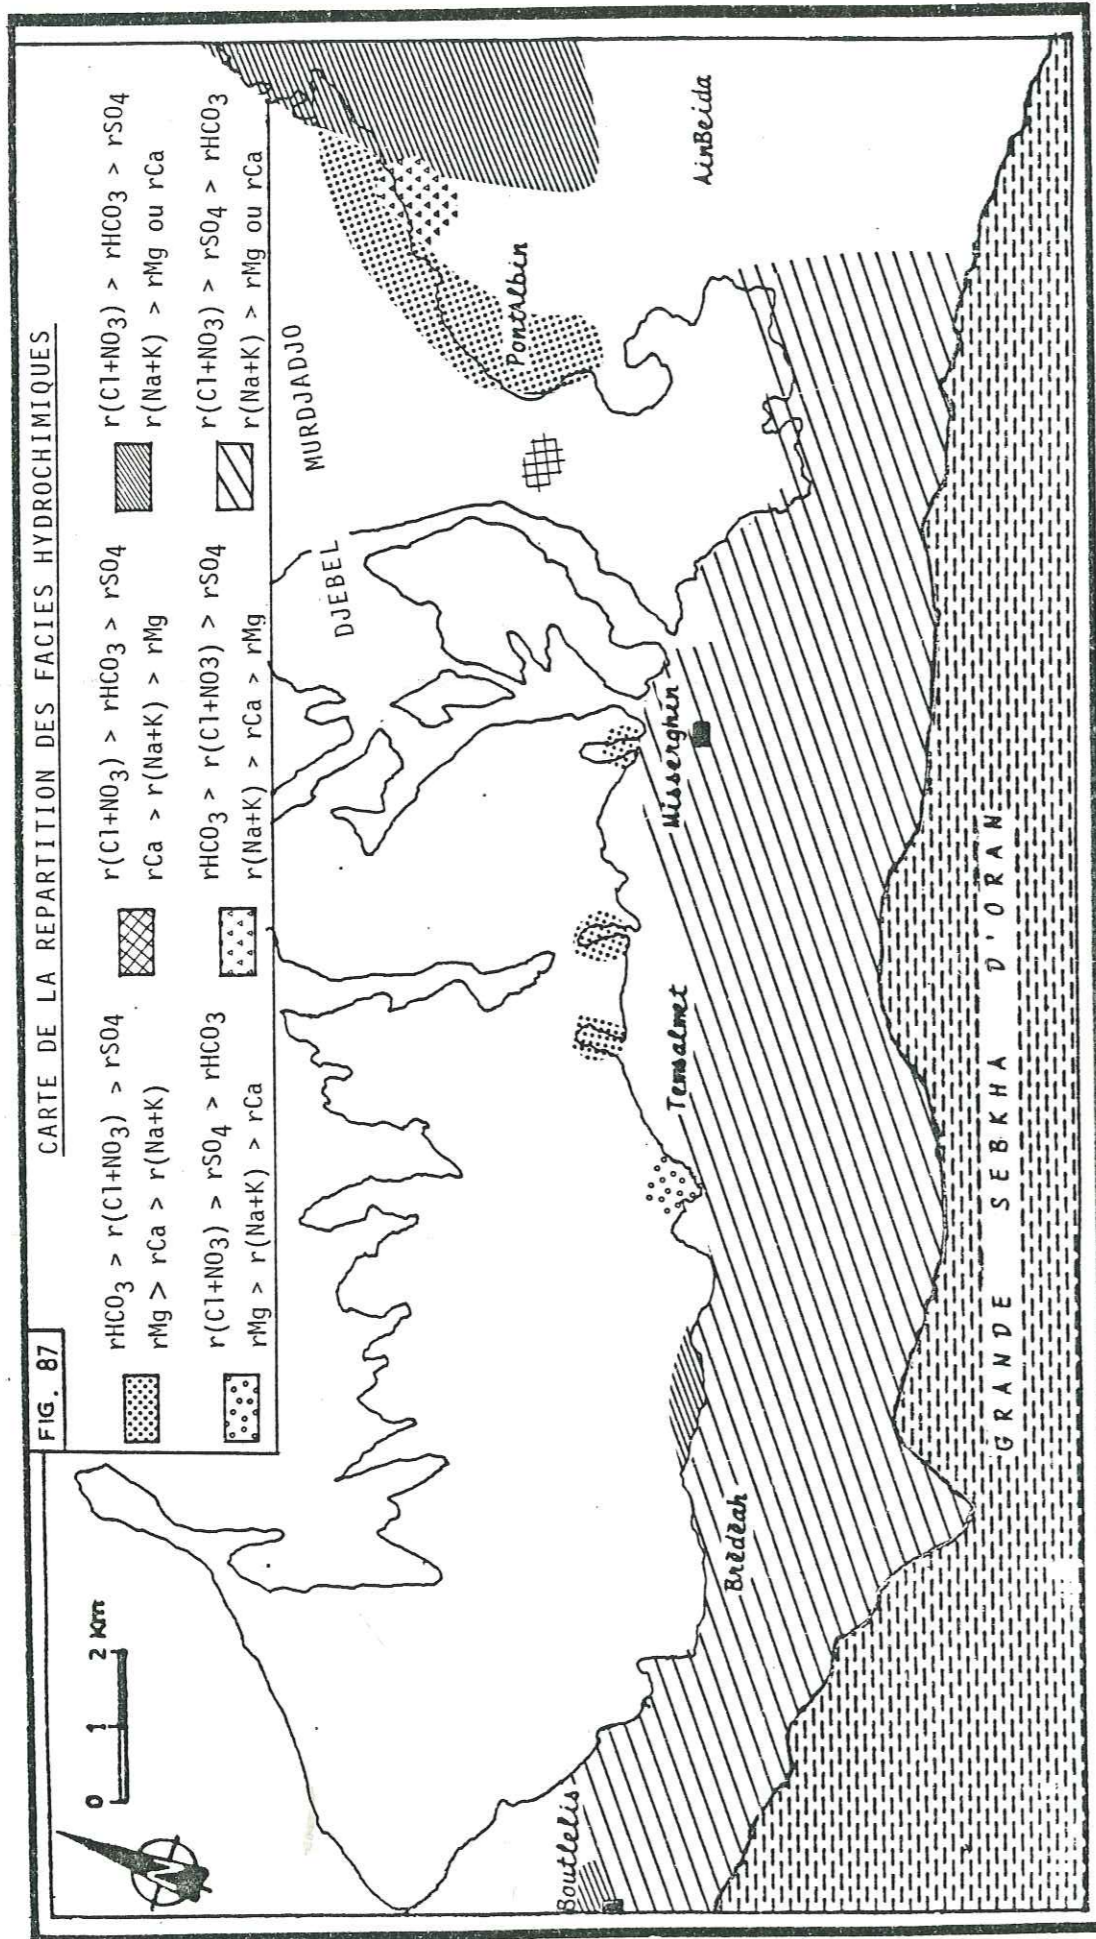 FIG. 87
CARTE DE LA REPARTITION DES FACIES HYDROCHIMIQUES
rHCO3 > r(Cl+NO3) > rSO4
rMg > rCa > r(Na+K)
r(Cl+NO3) > rHCO3 > rSO4
rCa > r(Na+K) > rMg
r(Cl+NO3) > rHCO3 > rSO4
r(Na+K) > rMg ou rCa
r(Cl+NO3) > rSO4 > rHCO3
rMg > r(Na+K) > rCa
rHCO3 > r(Cl+NO3) > rSO4
r(Na+K) > rCa > rMg
r(Cl+NO3) > rSO4 > rHCO3
r(Na+K) > rMg ou rCa
0 1 2 Km
DJEBEL MURDJADJO
Pontalbin
AinBeida
Misserghin
Temsalmet
Brédéah
Boutlelis
GRANDE SEBKHA D'ORAN